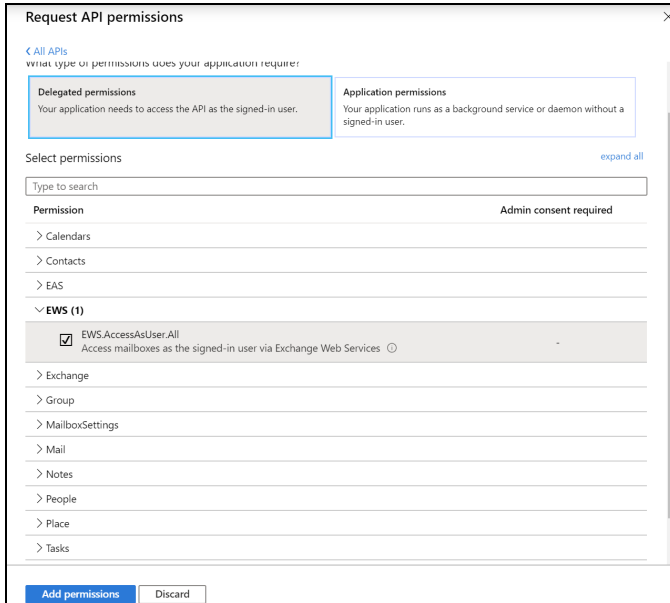 Request API permissions
All APIs
What type of permissions does your application require?
Delegated permissions
Your application needs to access the API as the signed-in user.
Application permissions
Your application runs as a background service or daemon without a
signed-in user.
Select permissions
expand all
Type to search
Permission
Admin consent required
Calendars
Contacts
EAS
EWS (1)
EWS.AccessAsUser.All
Access mailboxes as the signed-in user via Exchange Web Services
-
Exchange
Group
MailboxSettings
Mail
Notes
People
Place
Tasks
Add permissions
Discard